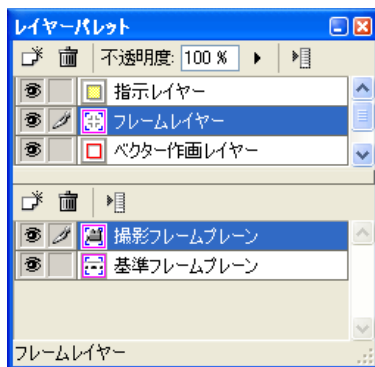 レイヤーパレット
不透明度: 100 %
指示レイヤー
フレームレイヤー
ベクター作画レイヤー
撮影フレームプレーン
基準フレームプレーン
フレームレイヤー